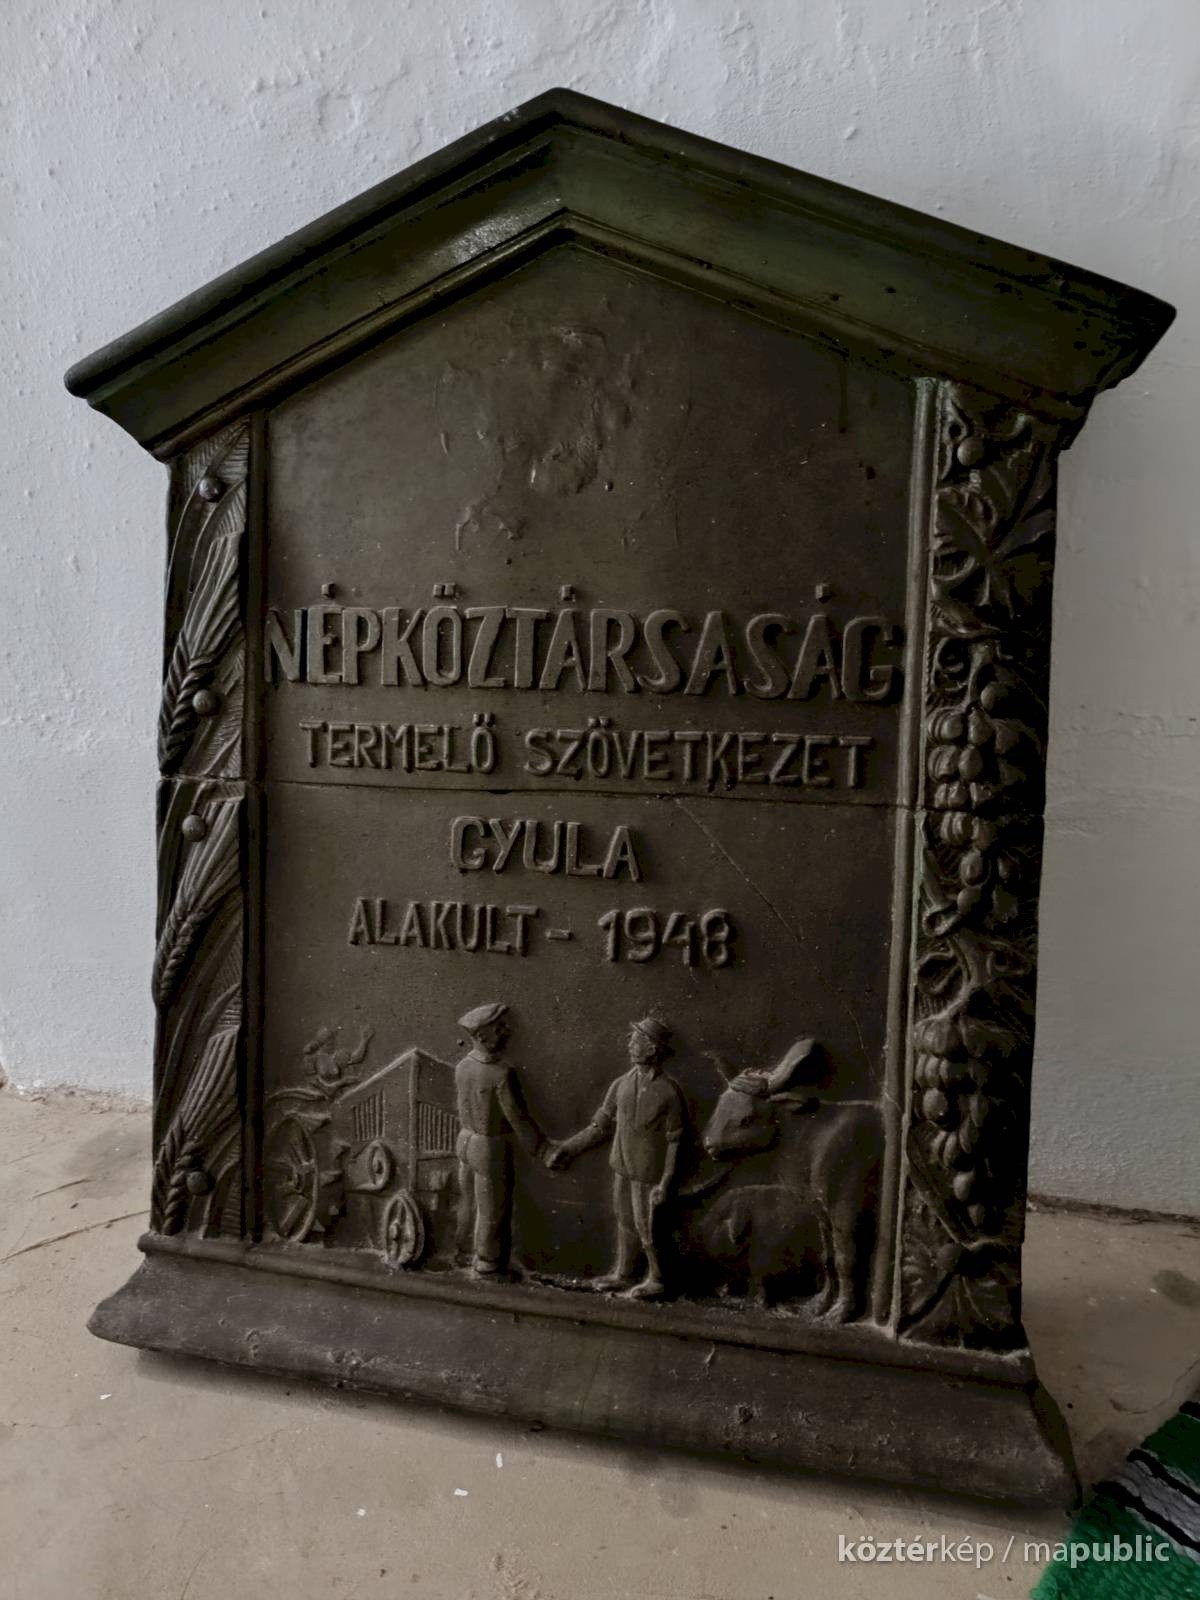 NÉPKÖZTÁRSASÁG
TERMELŐ SZÖVETKEZET
GYULA
ALAKULT - 1948
köztérkép / mapublic